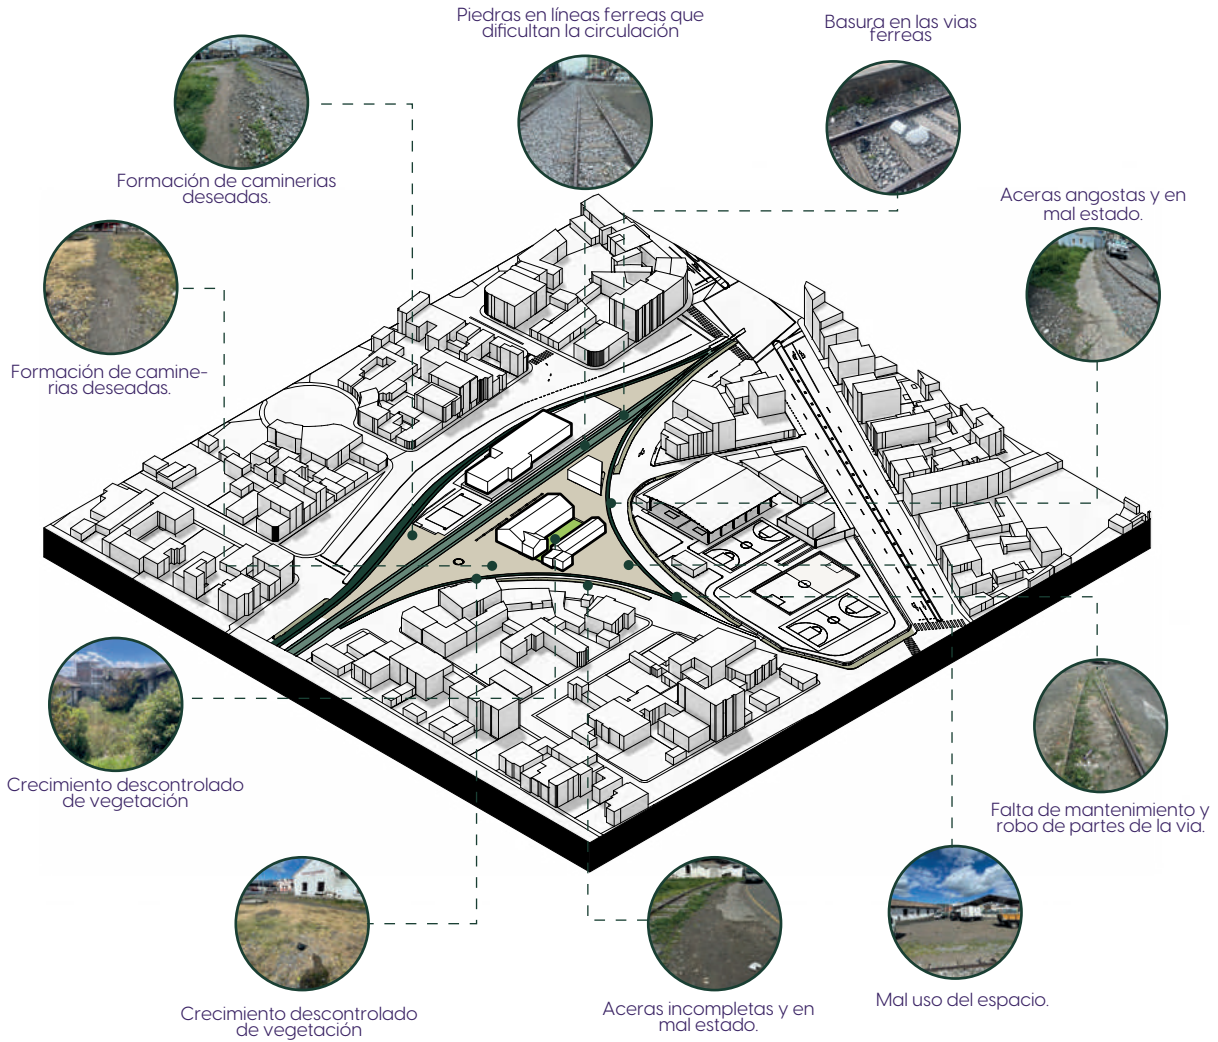 Piedras en líneas ferreas que
dificultan la circulación
Basura en las vias
ferreas
Formación de caminerias
deseadas.
Aceras angostas y en
mal estado.
Formación de camine-
rias deseadas.
Crecimiento descontrolado
de vegetación
Falta de mantenimiento y
robo de partes de la via.
Crecimiento descontrolado
de vegetación
Aceras incompletas y en
mal estado.
Mal uso del espacio.